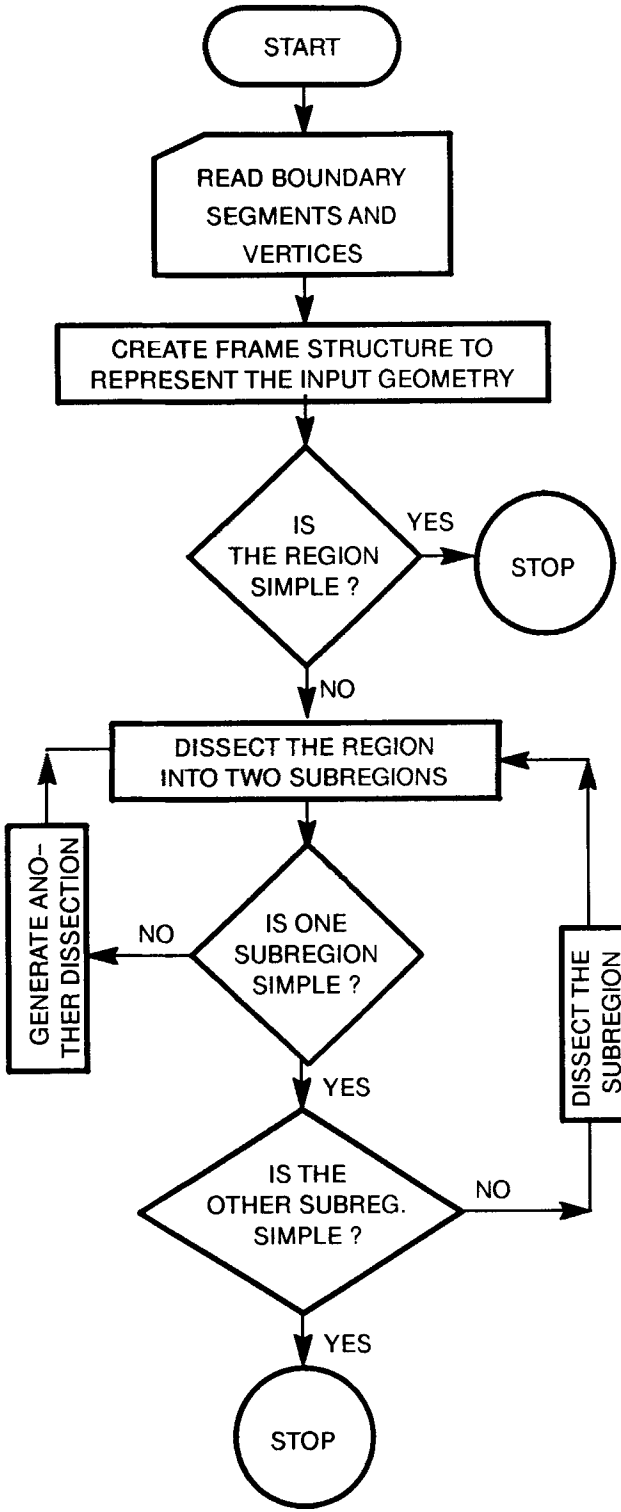 START
READ BOUNDARY
SEGMENTS AND
VERTICES
CREATE FRAME STRUCTURE TO
REPRESENT THE INPUT GEOMETRY
IS
THE REGION
SIMPLE ?
YES
STOP
NO
DISSECT THE REGION
INTO TWO SUBREGIONS
GENERATE ANO–
THER DISSECTION
NO
IS ONE
SUBREGION
SIMPLE ?
DISSECT THE
SUBREGION
YES
IS THE
OTHER SUBREG.
SIMPLE ?
NO
YES
STOP